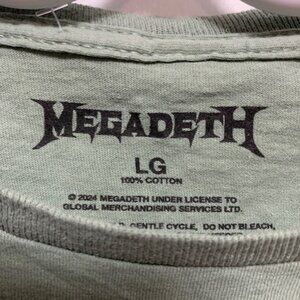 MEGADETH
LG
100% COTTON
© 2024 MEGADETH UNDER LICENSE TO
GLOBAL MERCHANDISING SERVICES LTD.
GENTLE CYCLE, DO NOT BLEACH,